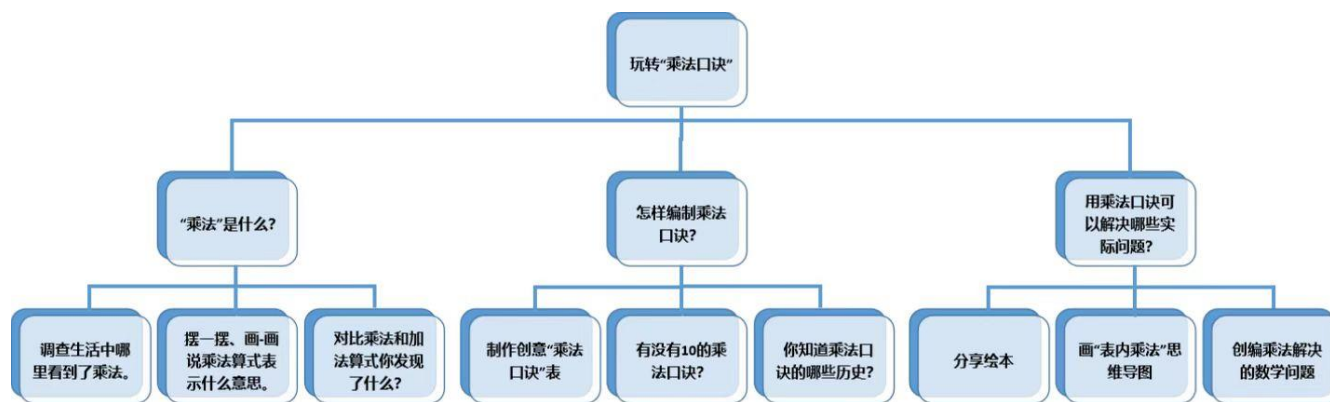 玩转“乘法口诀”
“乘法”是什么？
怎样编制乘法
口诀？
用乘法口诀可
以解决哪些实
际问题？
调查生活中哪
里看到了乘法。
摆一摆、画-画
说乘法算式表
示什么意思。
对比乘法和加
法算式你发现
了什么？
制作创意“乘法
口诀”表
有没有10的乘
法口诀？
你知道乘法口
诀的哪些历史？
分享绘本
画“表内乘法”思
维导图
创编乘法解决
的数学问题